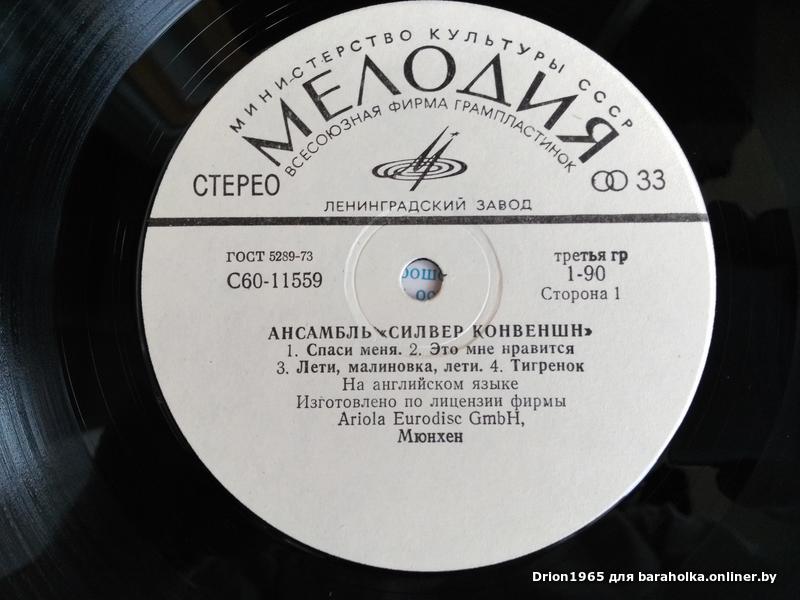 МИНИСТЕРСТВО КУЛЬТУРЫ СССР
МЕЛОДИЯ
ВСЕСОЮЗНАЯ ФИРМА ГРАМПЛАСТИНОК
СТЕРЕО
33
ЛЕНИНГРАДСКИЙ ЗАВОД
ГОСТ 5289-73
С60-11559
третья гр
1-90
Сторона 1
АНСАМБЛЬ «СИЛВЕР КОНВЕНШН»
1. Спаси меня. 2. Это мне нравится
3. Лети, малиновка, лети. 4. Тигренок
На английском языке
Изготовлено по лицензии фирмы
Ariola Eurodisc GmbH,
Мюнхен
Drion1965 для baraholka.onliner.by